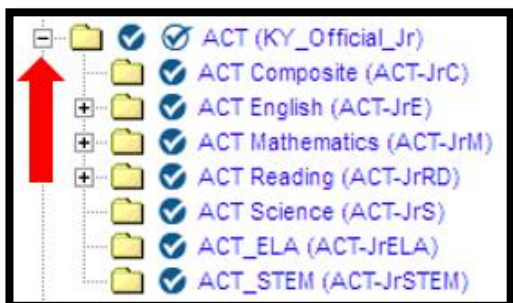 ACT (KY_Official_Jr)
ACT Composite (ACT-JrC)
ACT English (ACT-JrE)
ACT Mathematics (ACT-JrM)
ACT Reading (ACT-JrRD)
ACT Science (ACT-JrS)
ACT_ELA (ACT-JrELA)
ACT_STEM (ACT-JrSTEM)